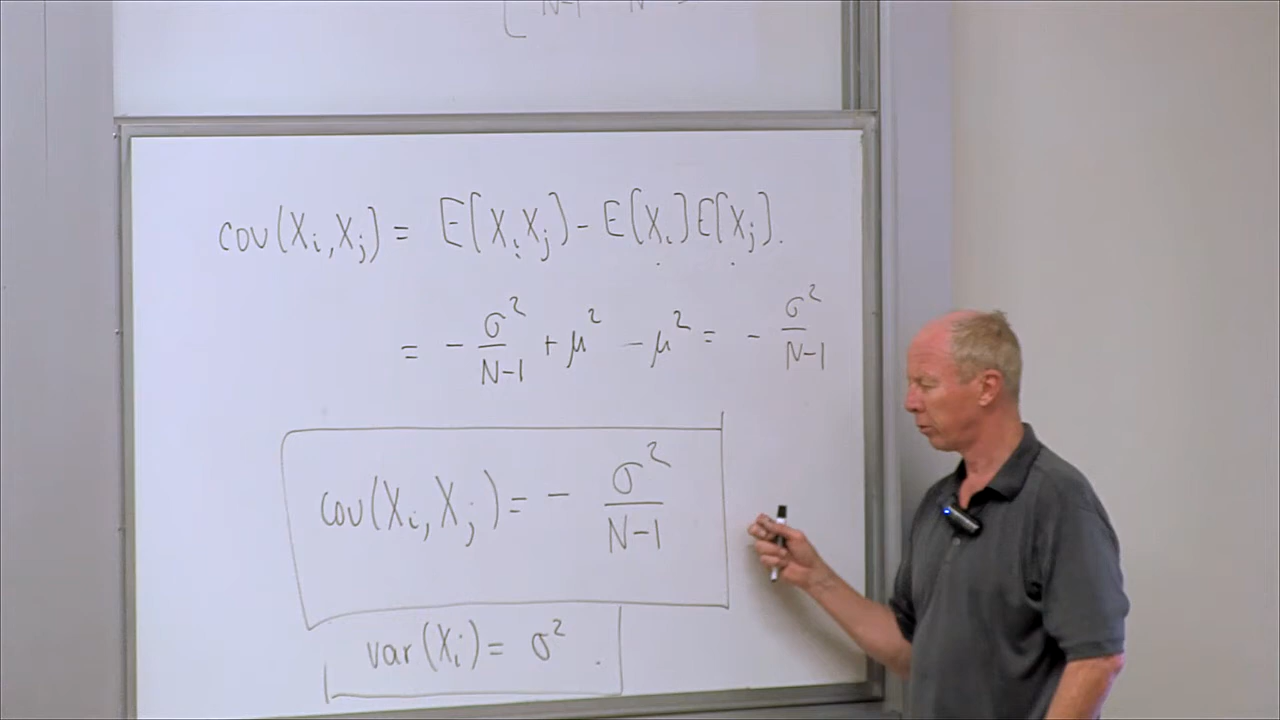 N-1 N
cov(Xᵢ,Xⱼ) = E[XᵢXⱼ] - E[Xᵢ]E[Xⱼ].
= - σ²/(N-1) + μ² - μ² = - σ²/(N-1)
cov(Xᵢ,Xⱼ) = - σ²/(N-1)
var(Xᵢ) = σ².